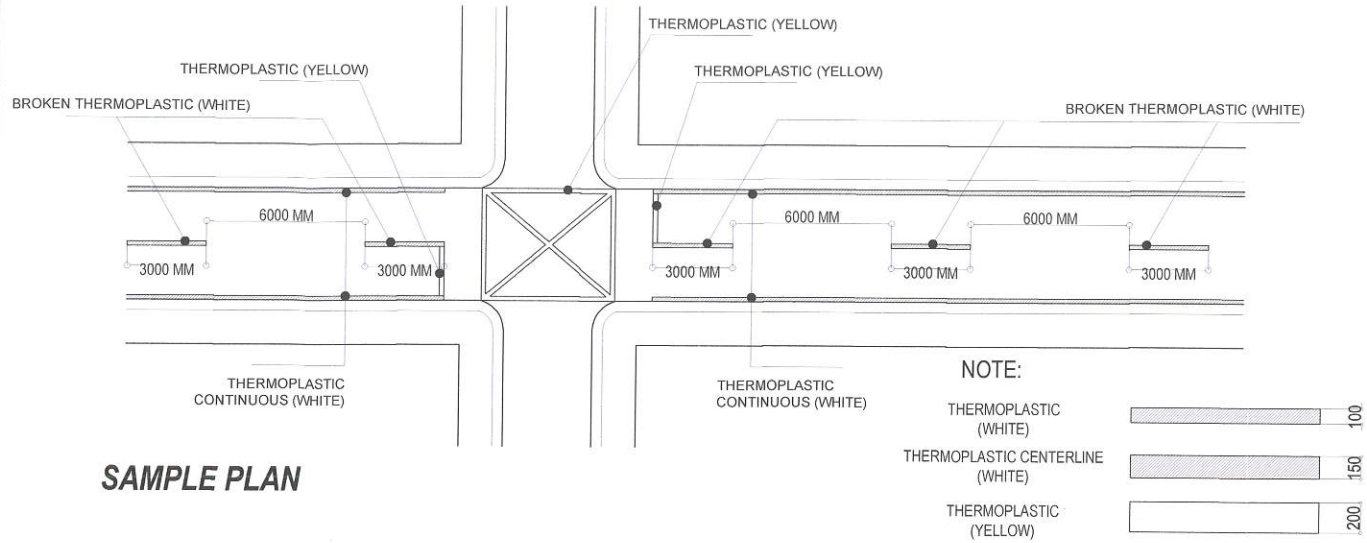 THERMOPLASTIC (YELLOW)
THERMOPLASTIC (YELLOW)
THERMOPLASTIC (YELLOW)
BROKEN THERMOPLASTIC (WHITE)
BROKEN THERMOPLASTIC (WHITE)
6000 MM
6000 MM
6000 MM
3000 MM
3000 MM
3000 MM
3000 MM
3000 MM
THERMOPLASTIC
CONTINUOUS (WHITE)
THERMOPLASTIC
CONTINUOUS (WHITE)
SAMPLE PLAN
NOTE:
THERMOPLASTIC
(WHITE)
100
THERMOPLASTIC CENTERLINE
(WHITE)
150
THERMOPLASTIC
(YELLOW)
200